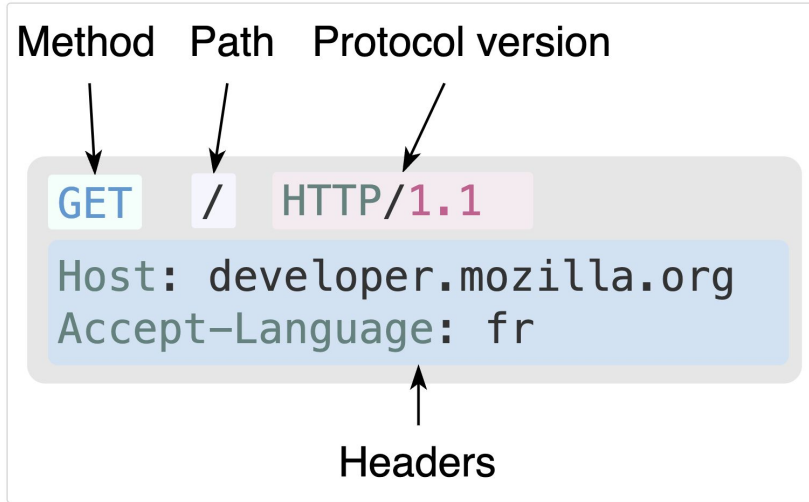 Method Path Protocol version
GET / HTTP/1.1
Host: developer.mozilla.org
Accept-Language: fr
Headers